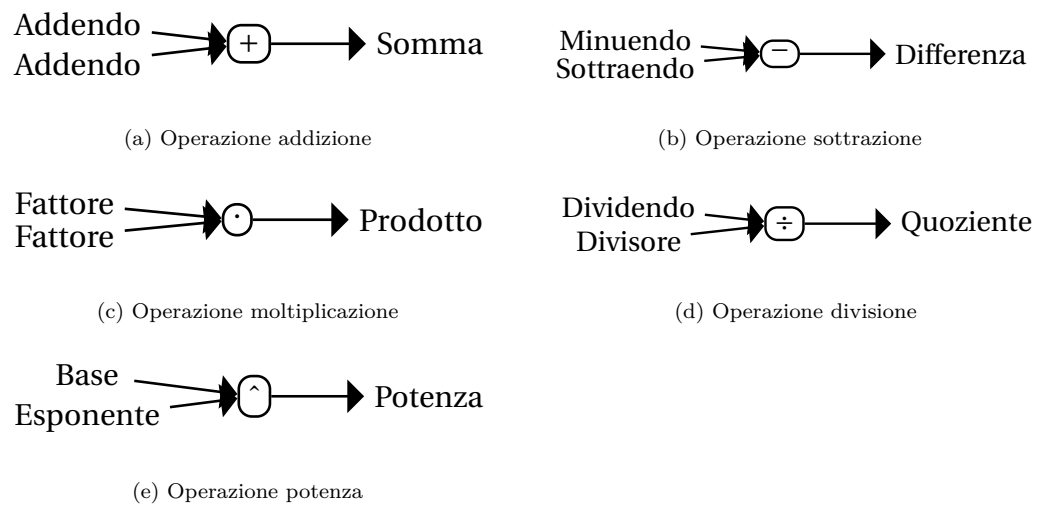 Addendo
Addendo
+
Somma
(a) Operazione addizione
Minuendo
Sottraendo
−
Differenza
(b) Operazione sottrazione
Fattore
Fattore
·
Prodotto
(c) Operazione moltiplicazione
Dividendo
Divisore
÷
Quoziente
(d) Operazione divisione
Base
Esponente
^
Potenza
(e) Operazione potenza